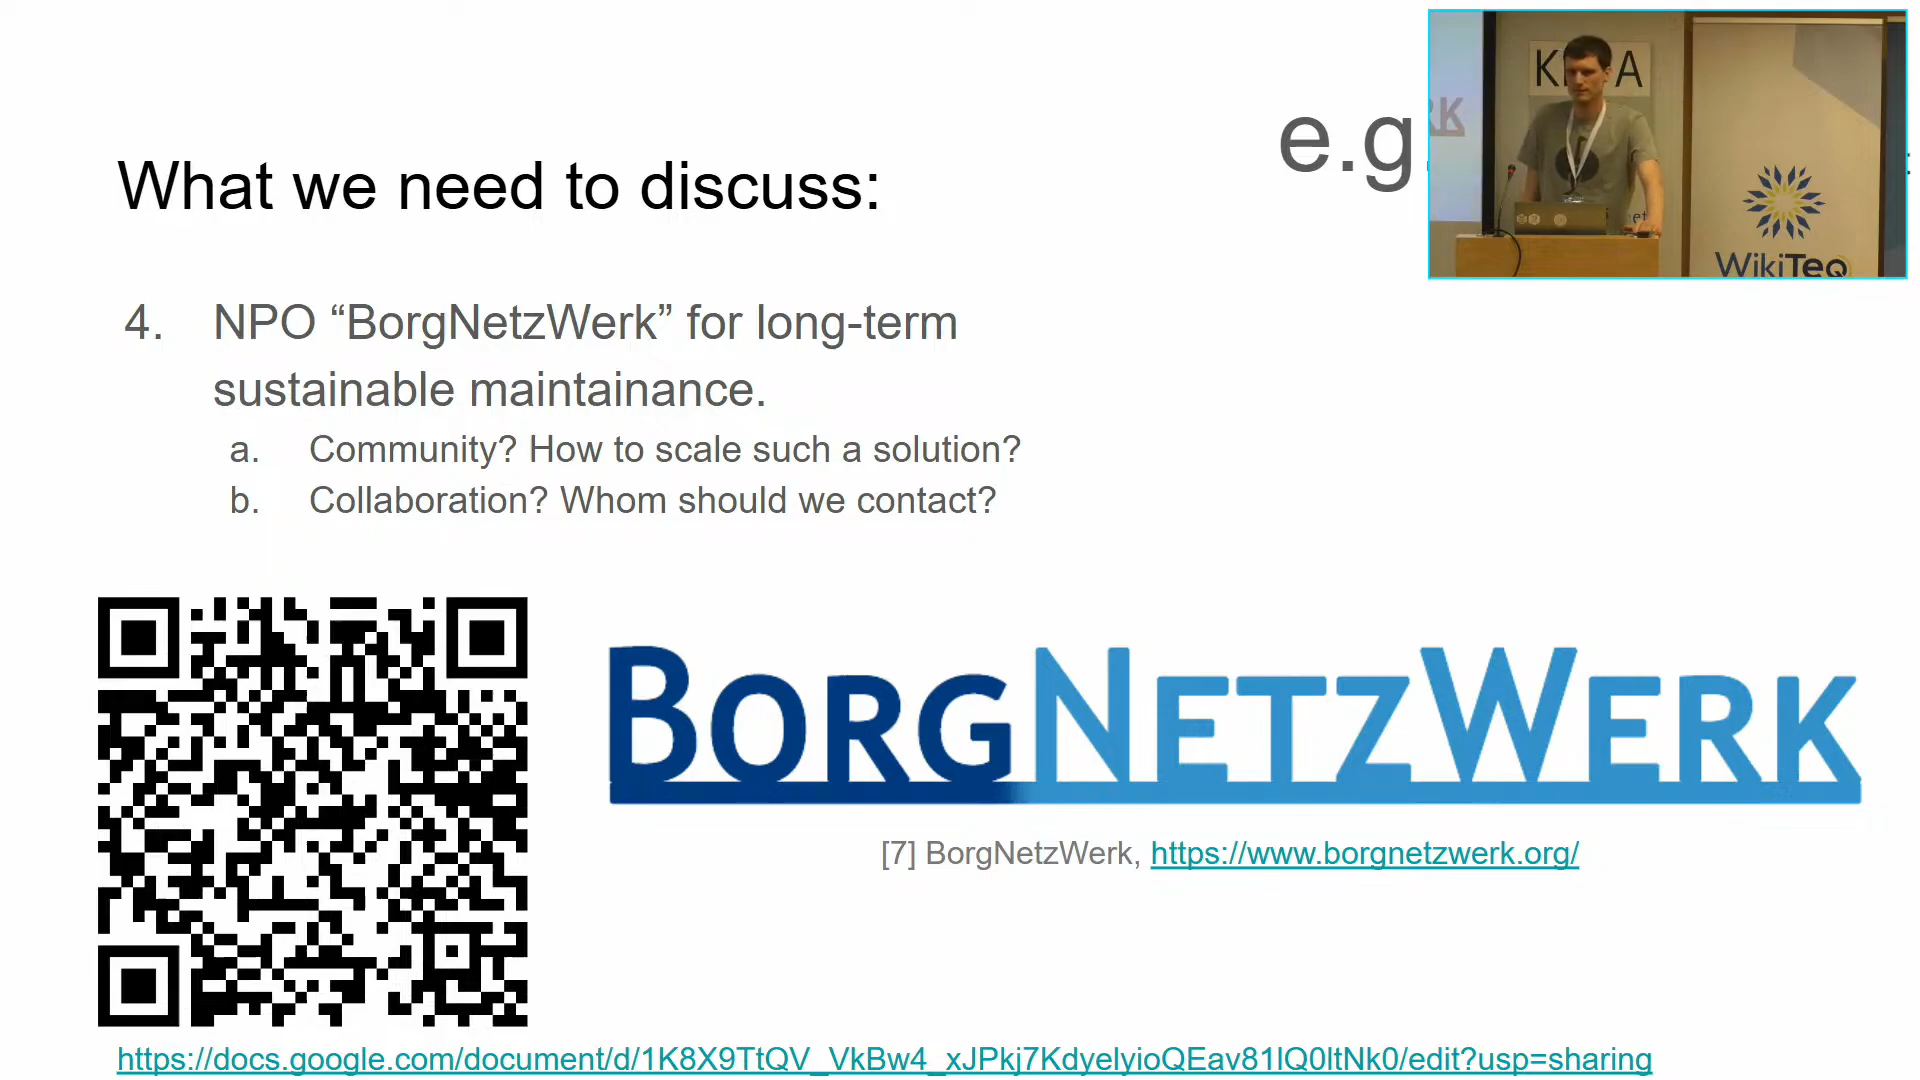 e.g.
What we need to discuss:
4. NPO “BorgNetzWerk” for long-term
sustainable maintainance.
a. Community? How to scale such a solution?
b. Collaboration? Whom should we contact?
WikiTeq
BORGNETZWERK
[7] BorgNetzWerk, https://www.borgnetzwerk.org/
https://docs.google.com/document/d/1K8X9TtQV_VkBw4_xJPkj7KdyelyioQEav81lQ0ltNk0/edit?usp=sharing